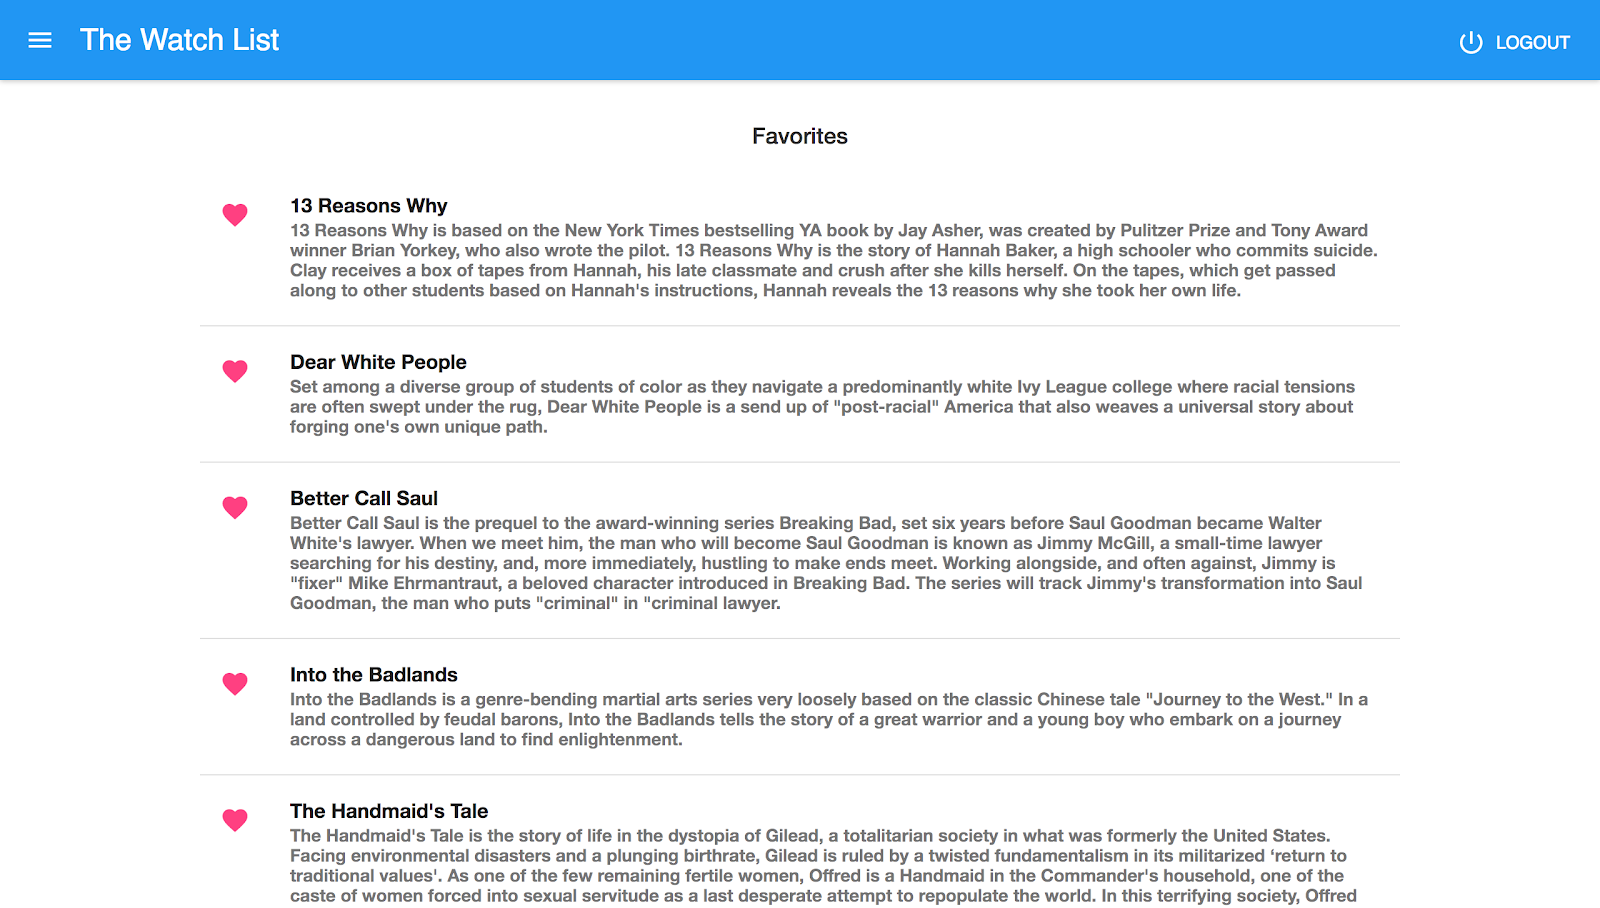 The Watch List
LOGOUT
Favorites
13 Reasons Why
13 Reasons Why is based on the New York Times bestselling YA book by Jay Asher, was created by Pulitzer Prize and Tony Award
winner Brian Yorkey, who also wrote the pilot. 13 Reasons Why is the story of Hannah Baker, a high schooler who commits suicide.
Clay receives a box of tapes from Hannah, his late classmate and crush after she kills herself. On the tapes, which get passed
along to other students based on Hannah's instructions, Hannah reveals the 13 reasons why she took her own life.
Dear White People
Set among a diverse group of students of color as they navigate a predominantly white Ivy League college where racial tensions
are often swept under the rug, Dear White People is a send up of "post-racial" America that also weaves a universal story about
forging one's own unique path.
Better Call Saul
Better Call Saul is the prequel to the award-winning series Breaking Bad, set six years before Saul Goodman became Walter
White's lawyer. When we meet him, the man who will become Saul Goodman is known as Jimmy McGill, a small-time lawyer
searching for his destiny, and, more immediately, hustling to make ends meet. Working alongside, and often against, Jimmy is
"fixer" Mike Ehrmantraut, a beloved character introduced in Breaking Bad. The series will track Jimmy's transformation into Saul
Goodman, the man who puts "criminal" in "criminal lawyer.
Into the Badlands
Into the Badlands is a genre-bending martial arts series very loosely based on the classic Chinese tale "Journey to the West." In a
land controlled by feudal barons, Into the Badlands tells the story of a great warrior and a young boy who embark on a journey
across a dangerous land to find enlightenment.
The Handmaid's Tale
The Handmaid's Tale is the story of life in the dystopia of Gilead, a totalitarian society in what was formerly the United States.
Facing environmental disasters and a plunging birthrate, Gilead is ruled by a twisted fundamentalism in its militarized ‘return to
traditional values'. As one of the few remaining fertile women, Offred is a Handmaid in the Commander's household, one of the
caste of women forced into sexual servitude as a last desperate attempt to repopulate the world. In this terrifying society, Offred